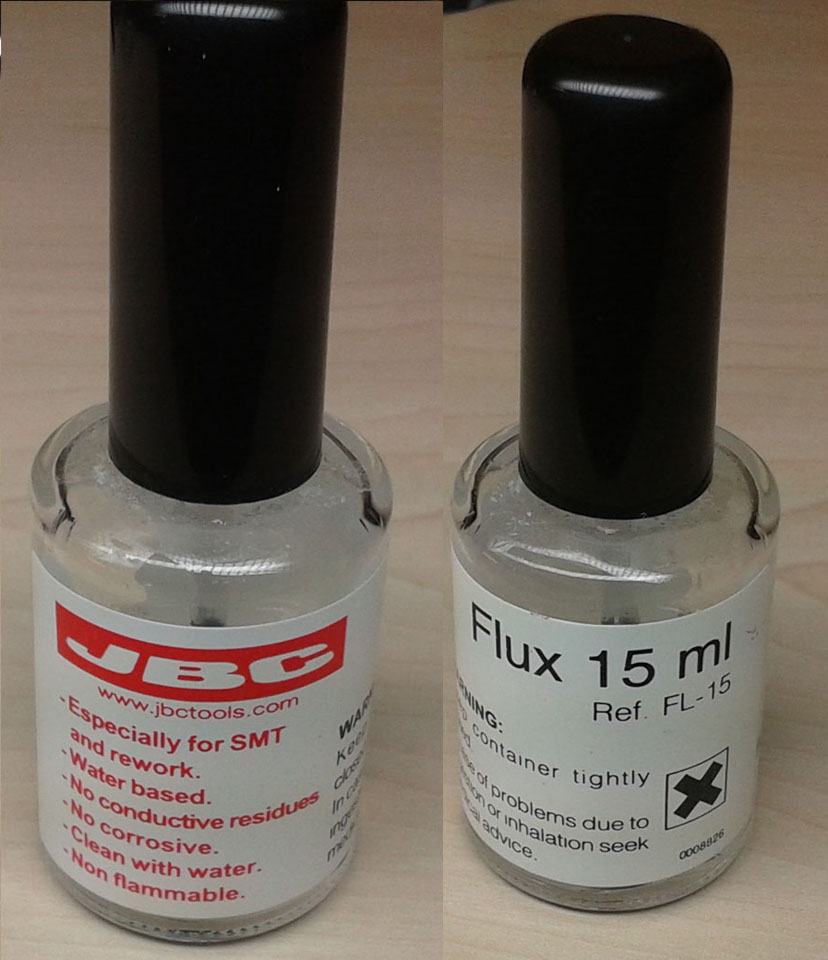 JBC
www.jbctools.com
-Especially for SMT
and rework.
-Water based.
-No conductive residues
-No corrosive.
-Clean with water.
-Non flammable.
Flux 15 ml
Ref. FL-15
container tightly
of problems due to
or inhalation seek
advice.
0008826